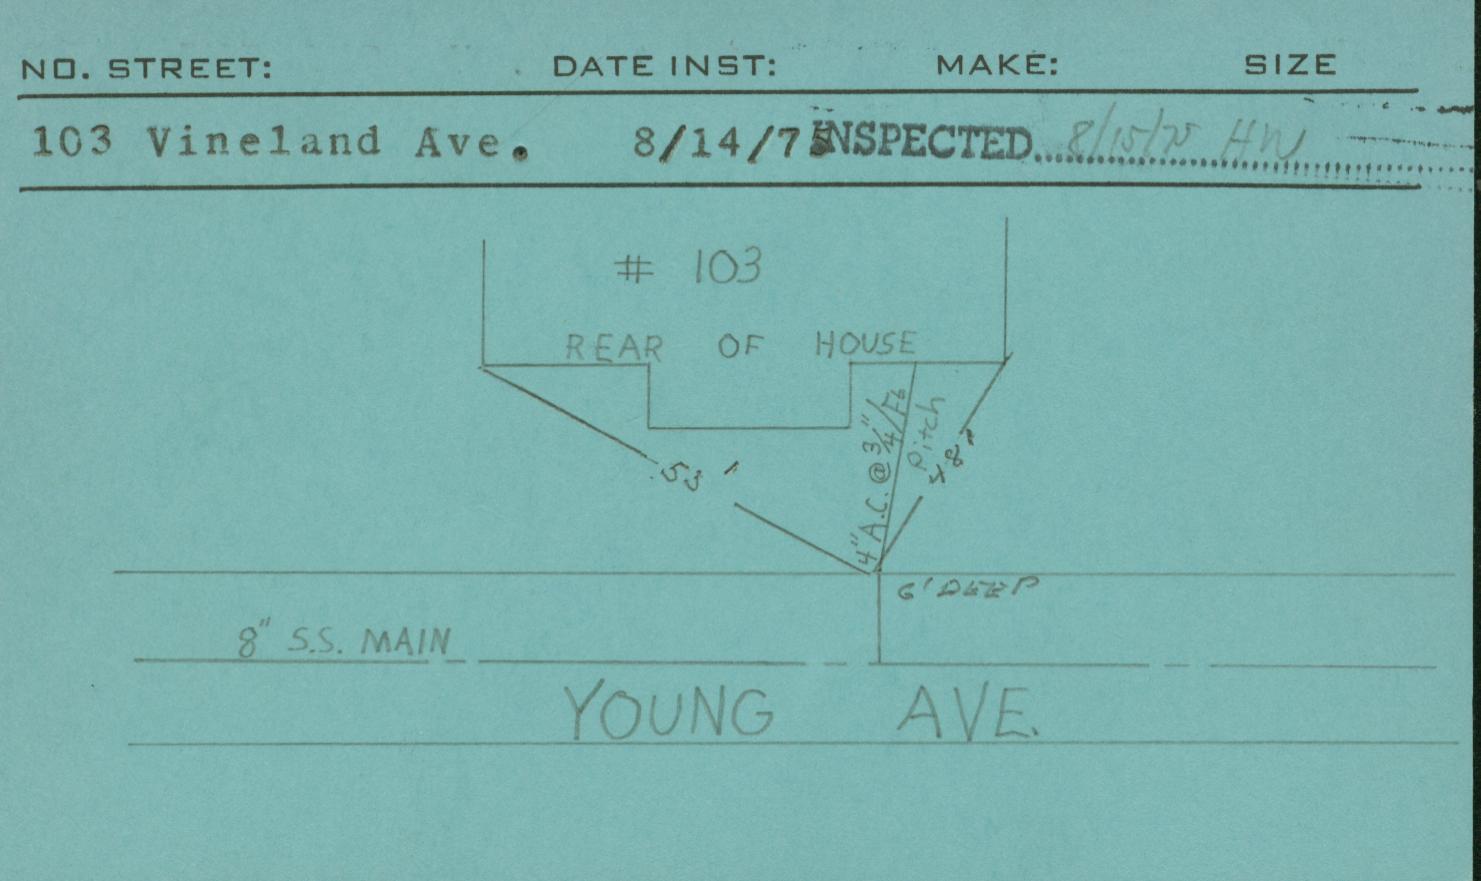 NO. STREET: DATE INST: MAKE: SIZE
103 Vineland Ave. 8/14/75 INSPECTED 8/15/75 HW
# 103
REAR OF HOUSE
4" A.C. @ 3/4"/Ft
Pitch
48'
53'
6' DEEP
8" S.S. MAIN
YOUNG AVE.